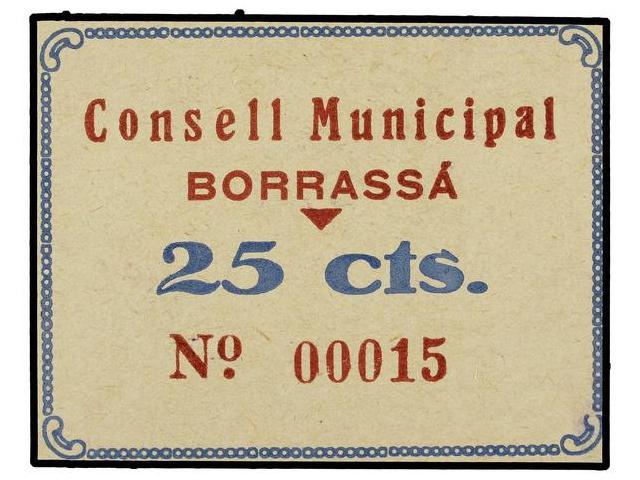 Consell Municipal
BORRASSÁ
25 cts.
Nº. 00015